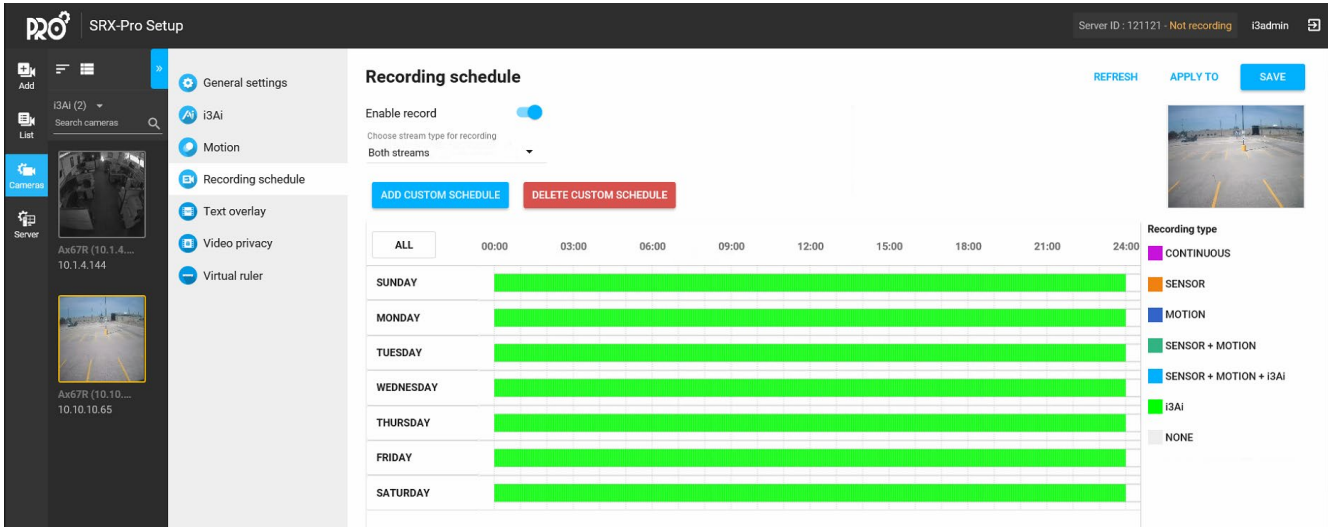 PRO SRX-Pro Setup
Server ID : 121121 - Not recording
i3admin
Add
List
Cameras
Server
i3Ai (2)
Search cameras
Ax67R (10.1.4....
10.1.4.144
Ax67R (10.10....
10.10.10.65
General settings
i3Ai
Motion
Recording schedule
Text overlay
Video privacy
Virtual ruler
Recording schedule
REFRESH
APPLY TO
SAVE
Enable record
Choose stream type for recording
Both streams
ADD CUSTOM SCHEDULE
DELETE CUSTOM SCHEDULE
ALL 00:00 03:00 06:00 09:00 12:00 15:00 18:00 21:00 24:00
SUNDAY
MONDAY
TUESDAY
WEDNESDAY
THURSDAY
FRIDAY
SATURDAY
Recording type
CONTINUOUS
SENSOR
MOTION
SENSOR + MOTION
SENSOR + MOTION + i3Ai
i3Ai
NONE